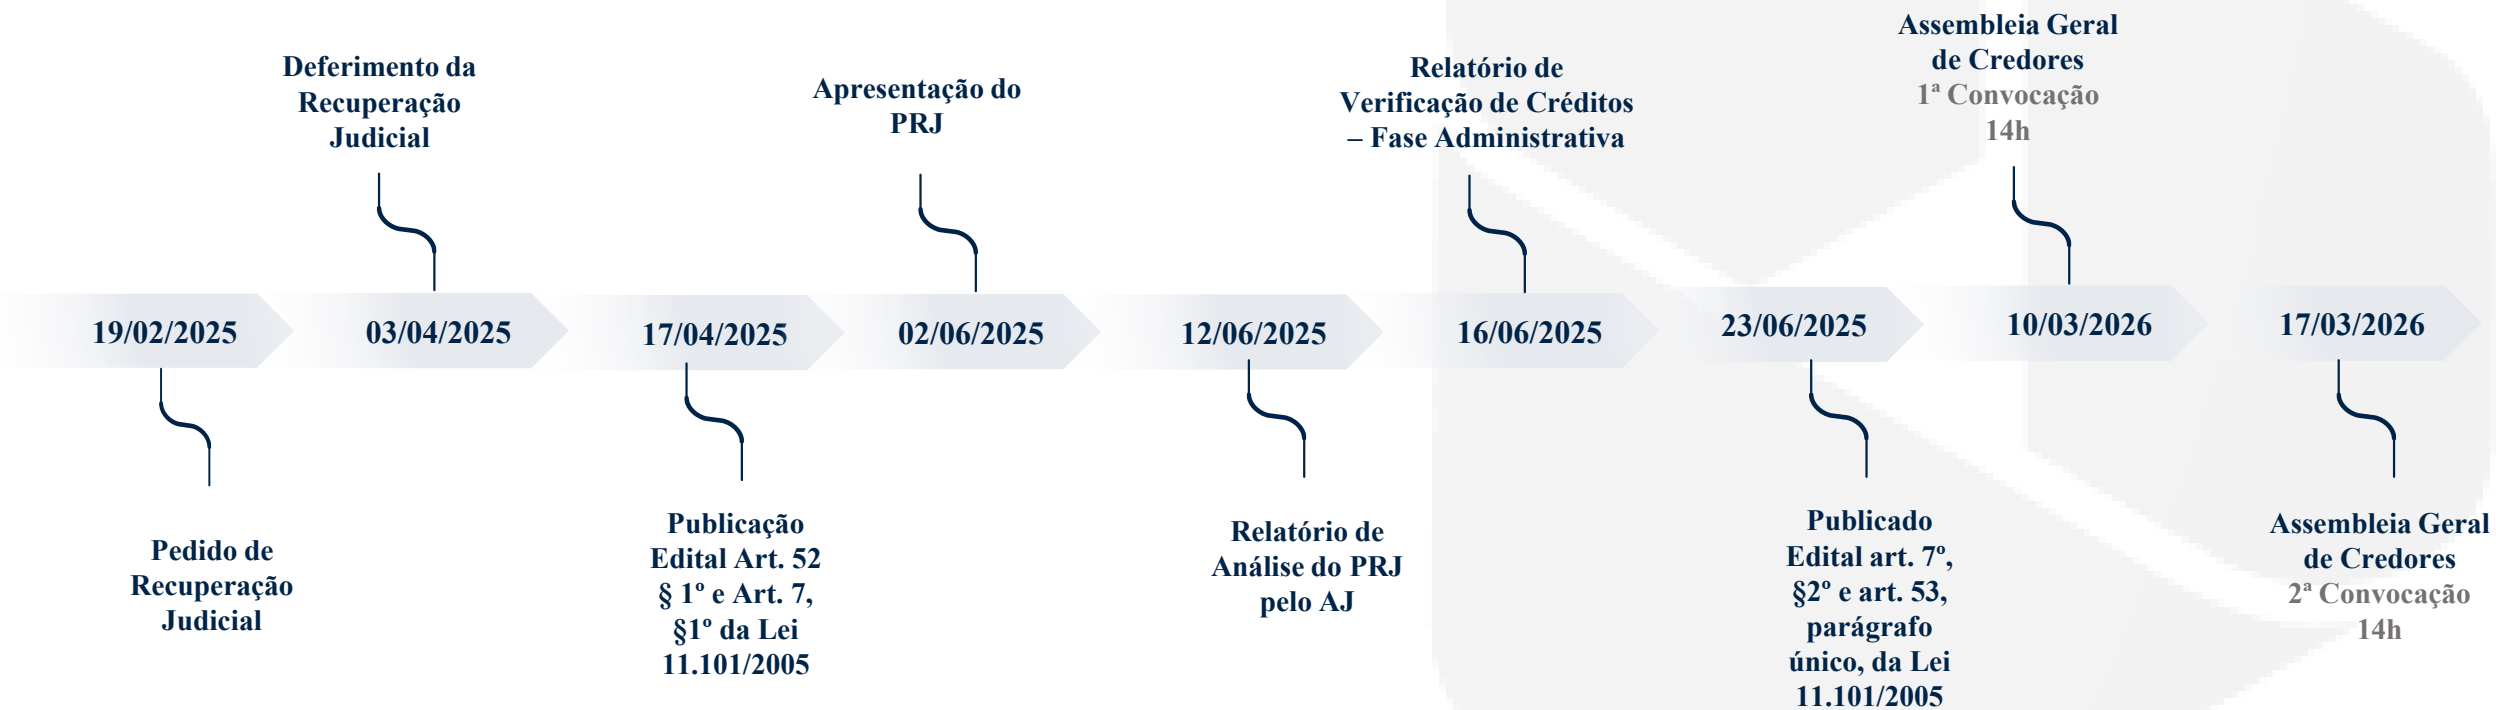 Deferimento da
Recuperação
Judicial
Apresentação do
PRJ
Relatório de
Verificação de Créditos
– Fase Administrativa
Assembleia Geral
de Credores
1ª Convocação
14h
19/02/2025
03/04/2025
17/04/2025
02/06/2025
12/06/2025
16/06/2025
23/06/2025
10/03/2026
17/03/2026
Pedido de
Recuperação
Judicial
Publicação
Edital Art. 52
§ 1º e Art. 7,
§1º da Lei
11.101/2005
Relatório de
Análise do PRJ
pelo AJ
Publicado
Edital art. 7º,
§2º e art. 53,
parágrafo
único, da Lei
11.101/2005
Assembleia Geral
de Credores
2ª Convocação
14h